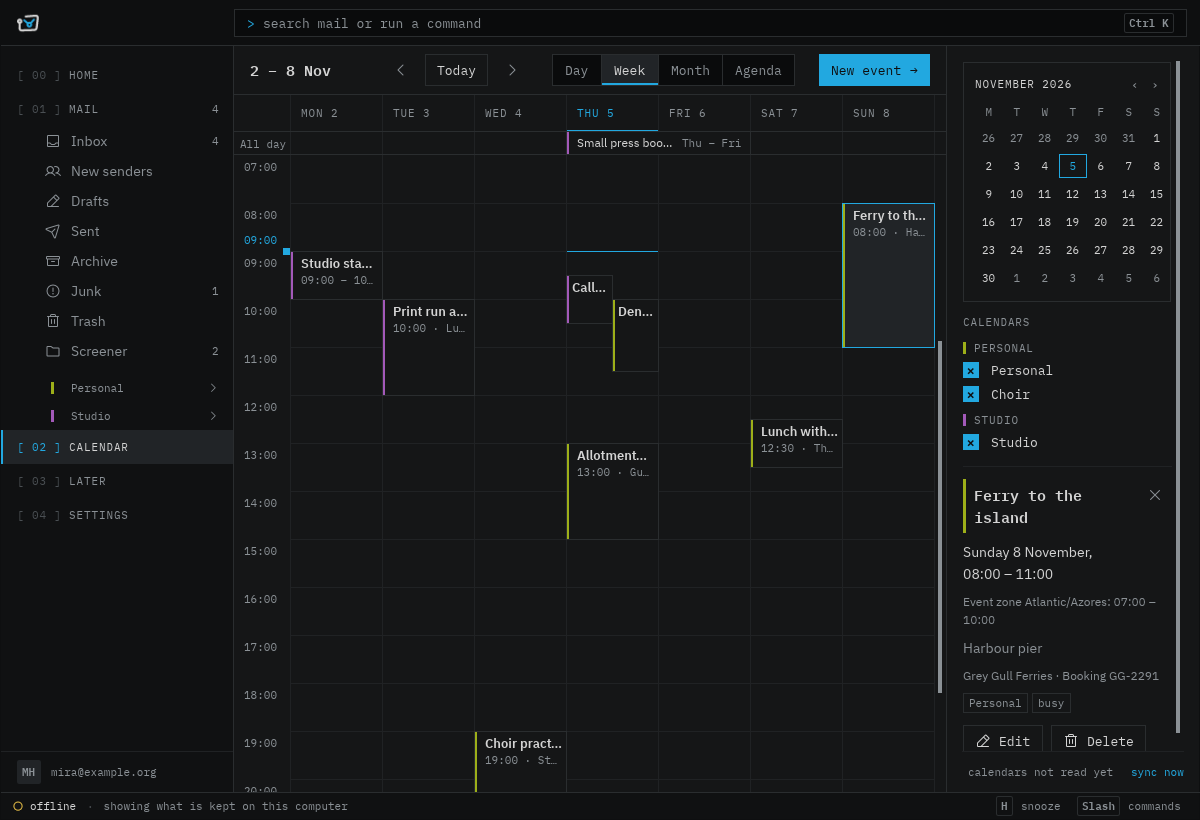 > search mail or run a command
Ctrl K
[ 00 ] HOME
[ 01 ] MAIL 4
Inbox 4
New senders
Drafts
Sent
Archive
Junk 1
Trash
Screener 2
Personal
Studio
[ 02 ] CALENDAR
[ 03 ] LATER
[ 04 ] SETTINGS
MH mira@example.org
2 – 8 Nov
Today
Day Week Month Agenda
New event →
MON 2 TUE 3 WED 4 THU 5 FRI 6 SAT 7 SUN 8
All day
Small press boo… Thu – Fri
07:00
08:00
09:00
09:00
10:00
11:00
12:00
13:00
14:00
15:00
16:00
17:00
18:00
19:00
20:00
Studio sta…
09:00 – 10…
Print run a…
10:00 · Lu…
Choir pract…
19:00 · St…
Call…
Den…
Allotment…
13:00 · Gu…
Lunch with…
12:30 · Th…
Ferry to th…
08:00 · Ha…
NOVEMBER 2026 ‹ ›
M T W T F S S
26 27 28 29 30 31 1
2 3 4 5 6 7 8
9 10 11 12 13 14 15
16 17 18 19 20 21 22
23 24 25 26 27 28 29
30 1 2 3 4 5 6
CALENDARS
PERSONAL
Personal
Choir
STUDIO
Studio
Ferry to the
island
Sunday 8 November,
08:00 – 11:00
Event zone Atlantic/Azores: 07:00 –
10:00
Harbour pier
Grey Gull Ferries · Booking GG-2291
Personal busy
Edit Delete
calendars not read yet sync now
offline · showing what is kept on this computer
H snooze Slash commands